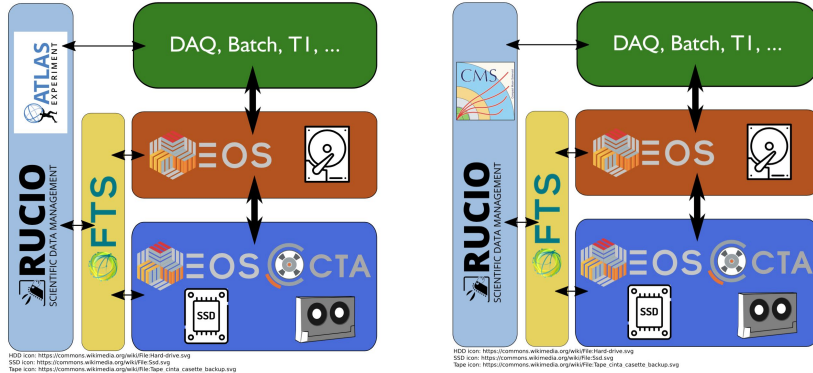 DAQ, Batch, T1, ...
ATLAS
EXPERIMENT
EOS
RUCIO
SCIENTIFIC DATA MANAGEMENT
FTS
EOS CTA
SSD
HDD icon: https://commons.wikimedia.org/wiki/File:Hard-drive.svg
SSD icon: https://commons.wikimedia.org/wiki/File:Ssd.svg
Tape icon: https://commons.wikimedia.org/wiki/File:Tape_cinta_casette_backup.svg
DAQ, Batch, T1, ...
CMS
EOS
RUCIO
SCIENTIFIC DATA MANAGEMENT
FTS
EOS CTA
SSD
HDD icon: https://commons.wikimedia.org/wiki/File:Hard-drive.svg
SSD icon: https://commons.wikimedia.org/wiki/File:Ssd.svg
Tape icon: https://commons.wikimedia.org/wiki/File:Tape_cinta_casette_backup.svg